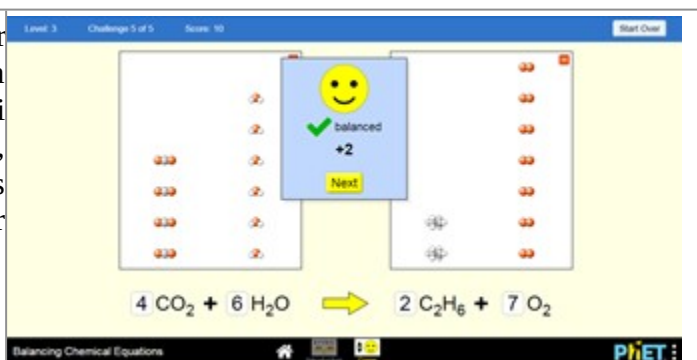 Level: 3 Challenge 5 of 5 Score: 10 Start Over
balanced
+2
Next
4 CO₂ + 6 H₂O 2 C₂H₆ + 7 O₂
Balancing Chemical Equations PhET